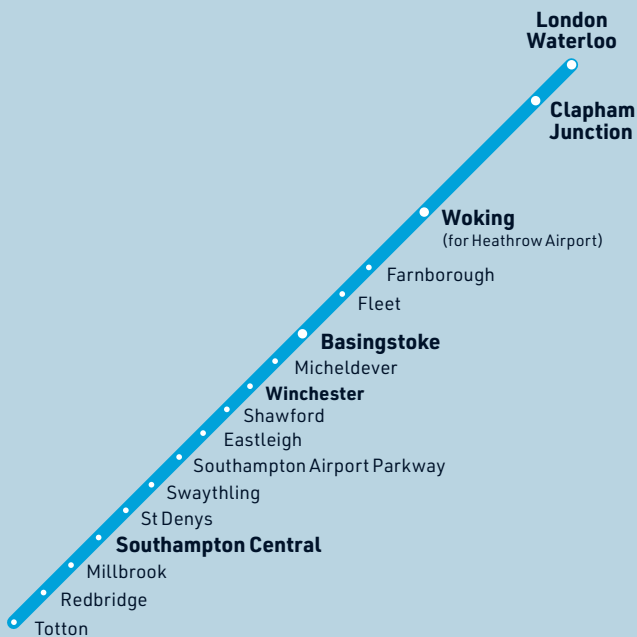 London
Waterloo
Clapham
Junction
Woking
(for Heathrow Airport)
Farnborough
Fleet
Basingstoke
Micheldever
Winchester
Shawford
Eastleigh
Southampton Airport Parkway
Swaythling
St Denys
Southampton Central
Millbrook
Redbridge
Totton